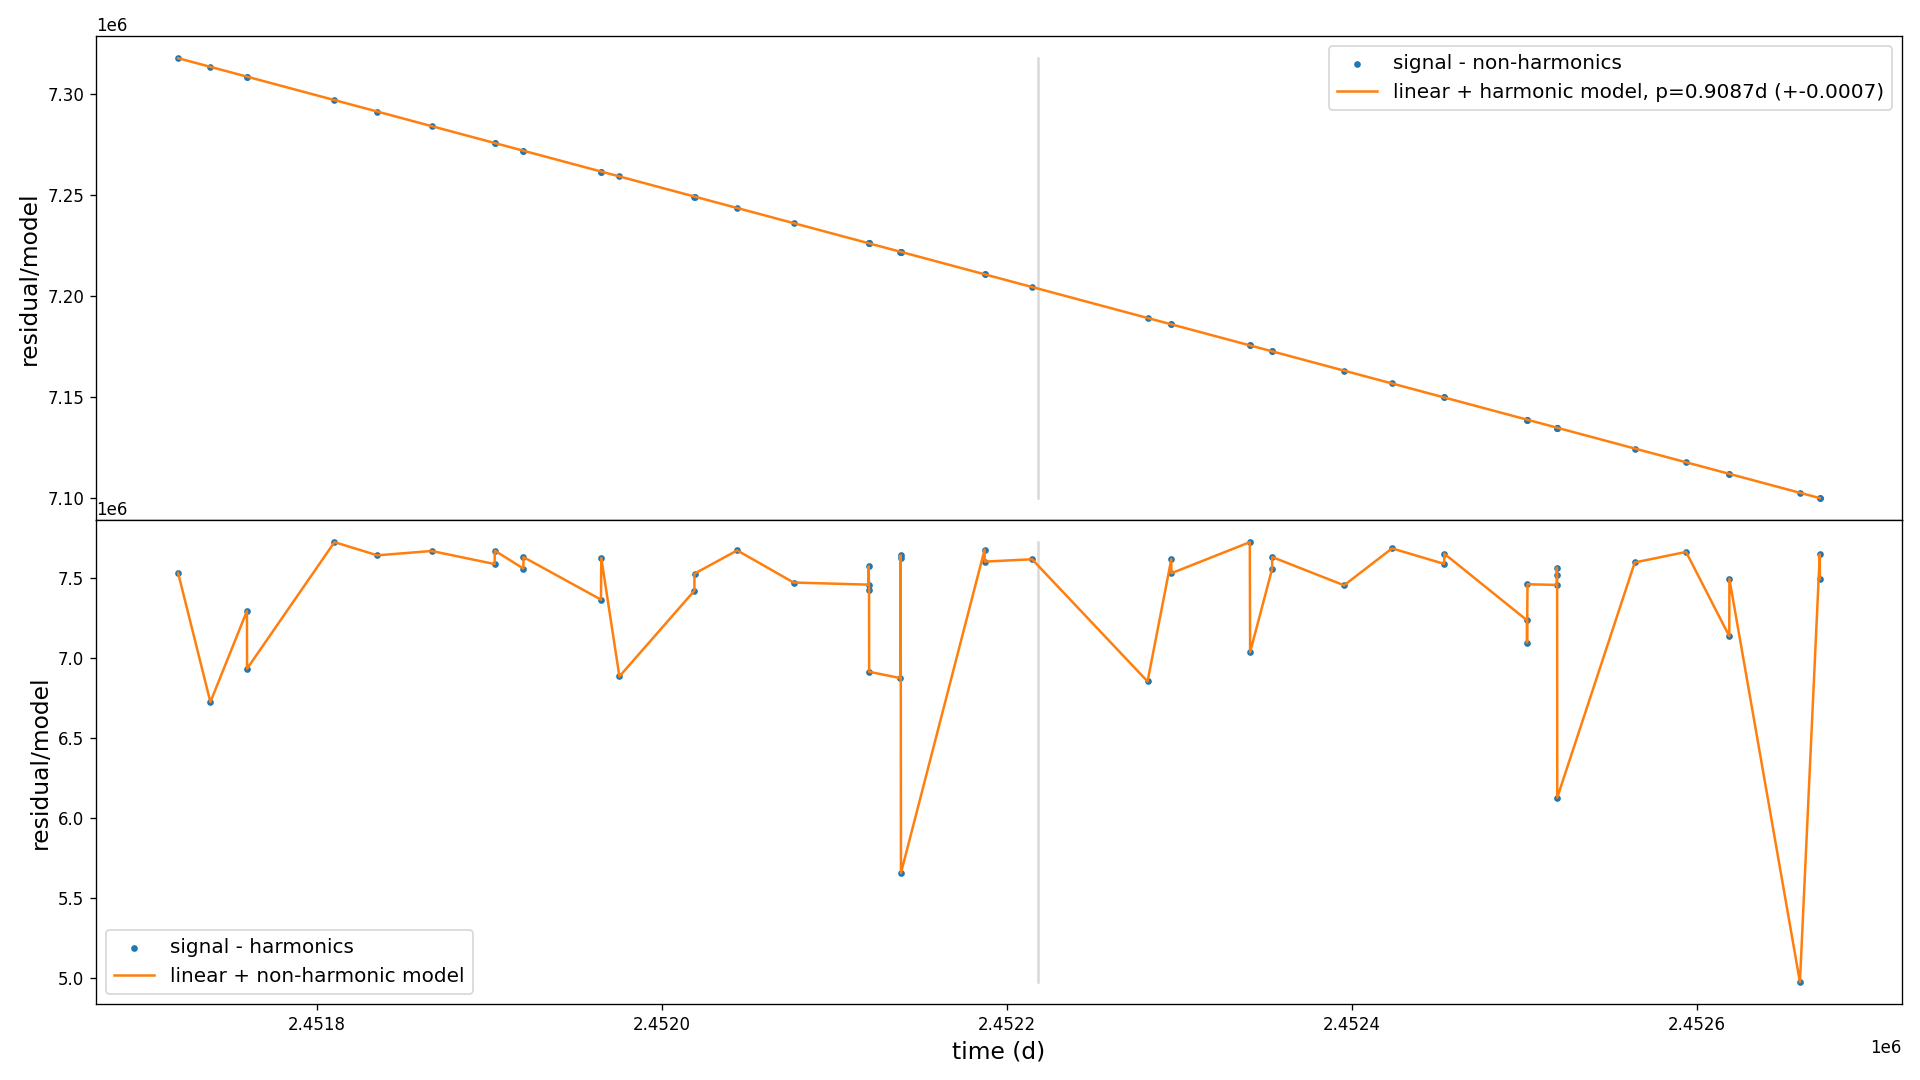 1e6
signal - non-harmonics
linear + harmonic model, p=0.9087d (+-0.0007)
7.30
7.25
7.20
7.15
7.10
residual/model
1e6
7.5
7.0
6.5
6.0
5.5
5.0
residual/model
signal - harmonics
linear + non-harmonic model
2.4518
2.4520
2.4522
2.4524
2.4526
1e6
time (d)